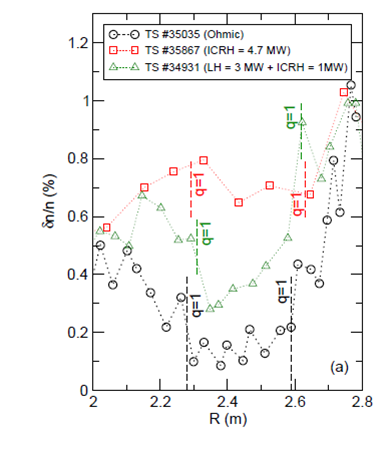 TS #35035 (Ohmic)
TS #35867 (ICRH = 4.7 MW)
TS #34931 (LH = 3 MW + ICRH = 1MW)
1.2
1
0.8
0.6
0.4
0.2
0
δn/n (%)
q=1
q=1
q=1
q=1
q=1
q=1
(a)
2
2.2
2.4
2.6
2.8
R (m)